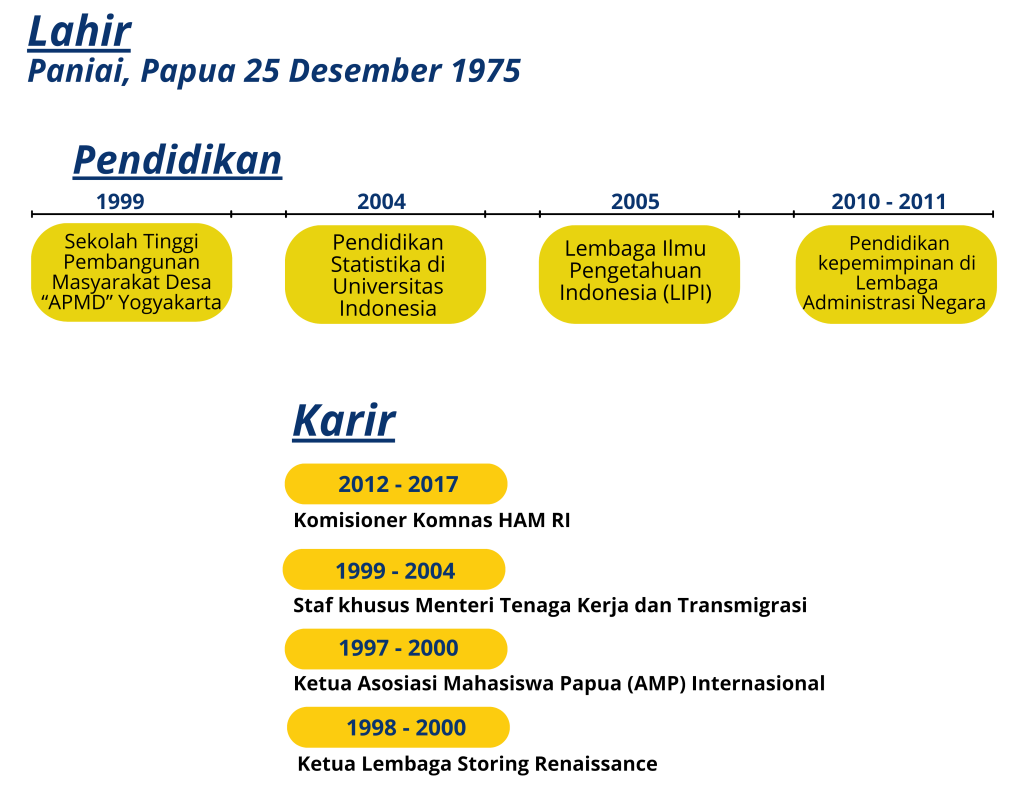 Lahir
Paniai, Papua 25 Desember 1975
Pendidikan
1999
Sekolah Tinggi
Pembangunan
Masyarakat Desa
“APMD” Yogyakarta
2004
Pendidikan
Statistika di
Universitas
Indonesia
2005
Lembaga Ilmu
Pengetahuan
Indonesia (LIPI)
2010 - 2011
Pendidikan
kepemimpinan di
Lembaga
Administrasi Negara
Karir
2012 - 2017
Komisioner Komnas HAM RI
1999 - 2004
Staf khusus Menteri Tenaga Kerja dan Transmigrasi
1997 - 2000
Ketua Asosiasi Mahasiswa Papua (AMP) Internasional
1998 - 2000
Ketua Lembaga Storing Renaissance